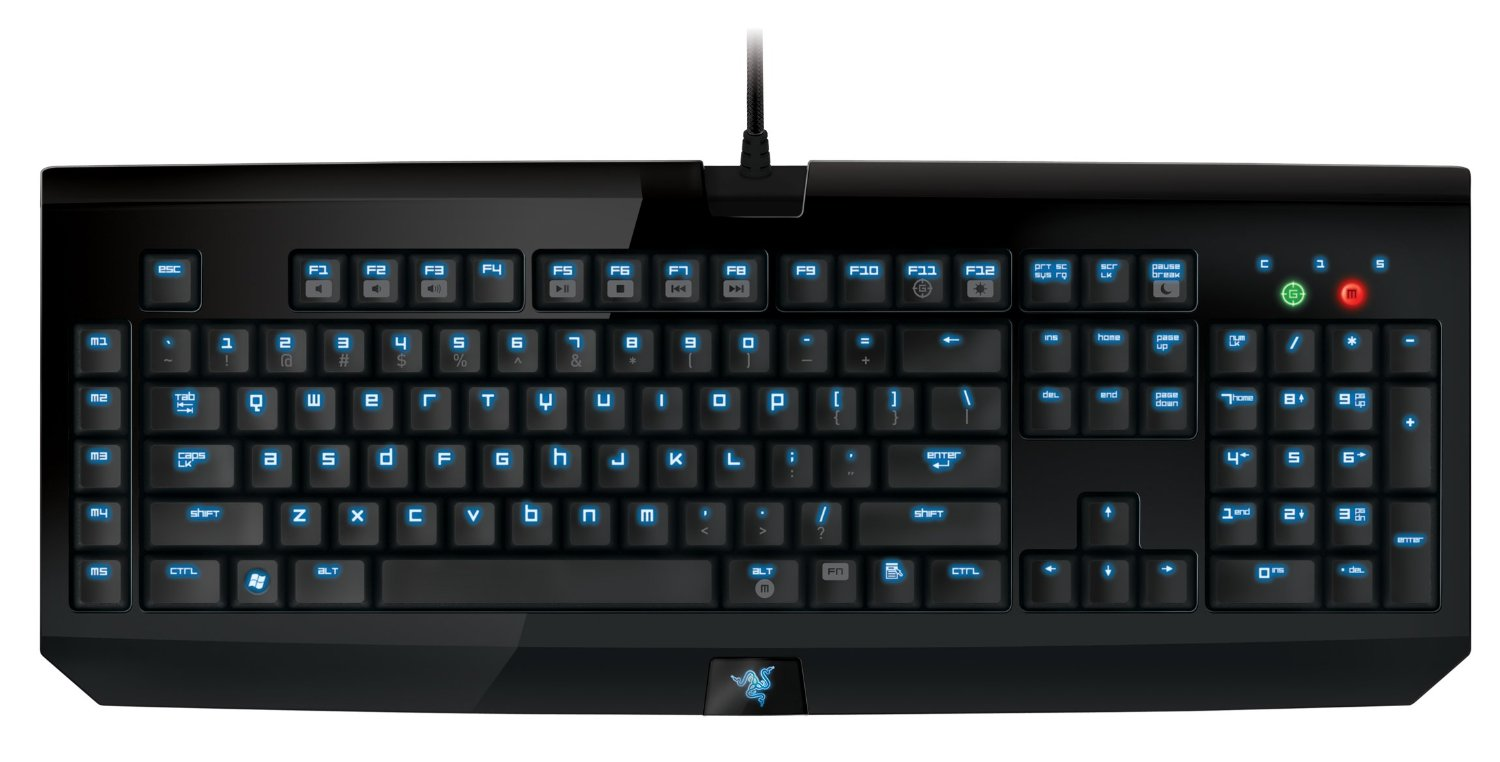 esc F1 F2 F3 F4 F5 F6 F7 F8 F9 F10 F11 F12 prt sc scr pause C 1 S
sys rq LK break
G G M
M1 ` 1 2 3 4 5 6 7 8 9 0 - = ← ins home page num / * -
up LK
~ ! @ # $ % ^ & * ( ) — +
M2 Tab Q W e r T y U I O P [ ] \ del end page 7 home 8 ↑ 9 pg +
down up
{ } |
M3 caps a S d F G h J K L ; ' enter 4 ← 5 6 →
LK
: "
M4 shift Z X C V b n m , . / shift ↑ 1 end 2 ↓ 3 pg enter
dn
< > ?
M5 CTRL ALT ALT FN CTRL ← ↓ → 0 ins . del
M